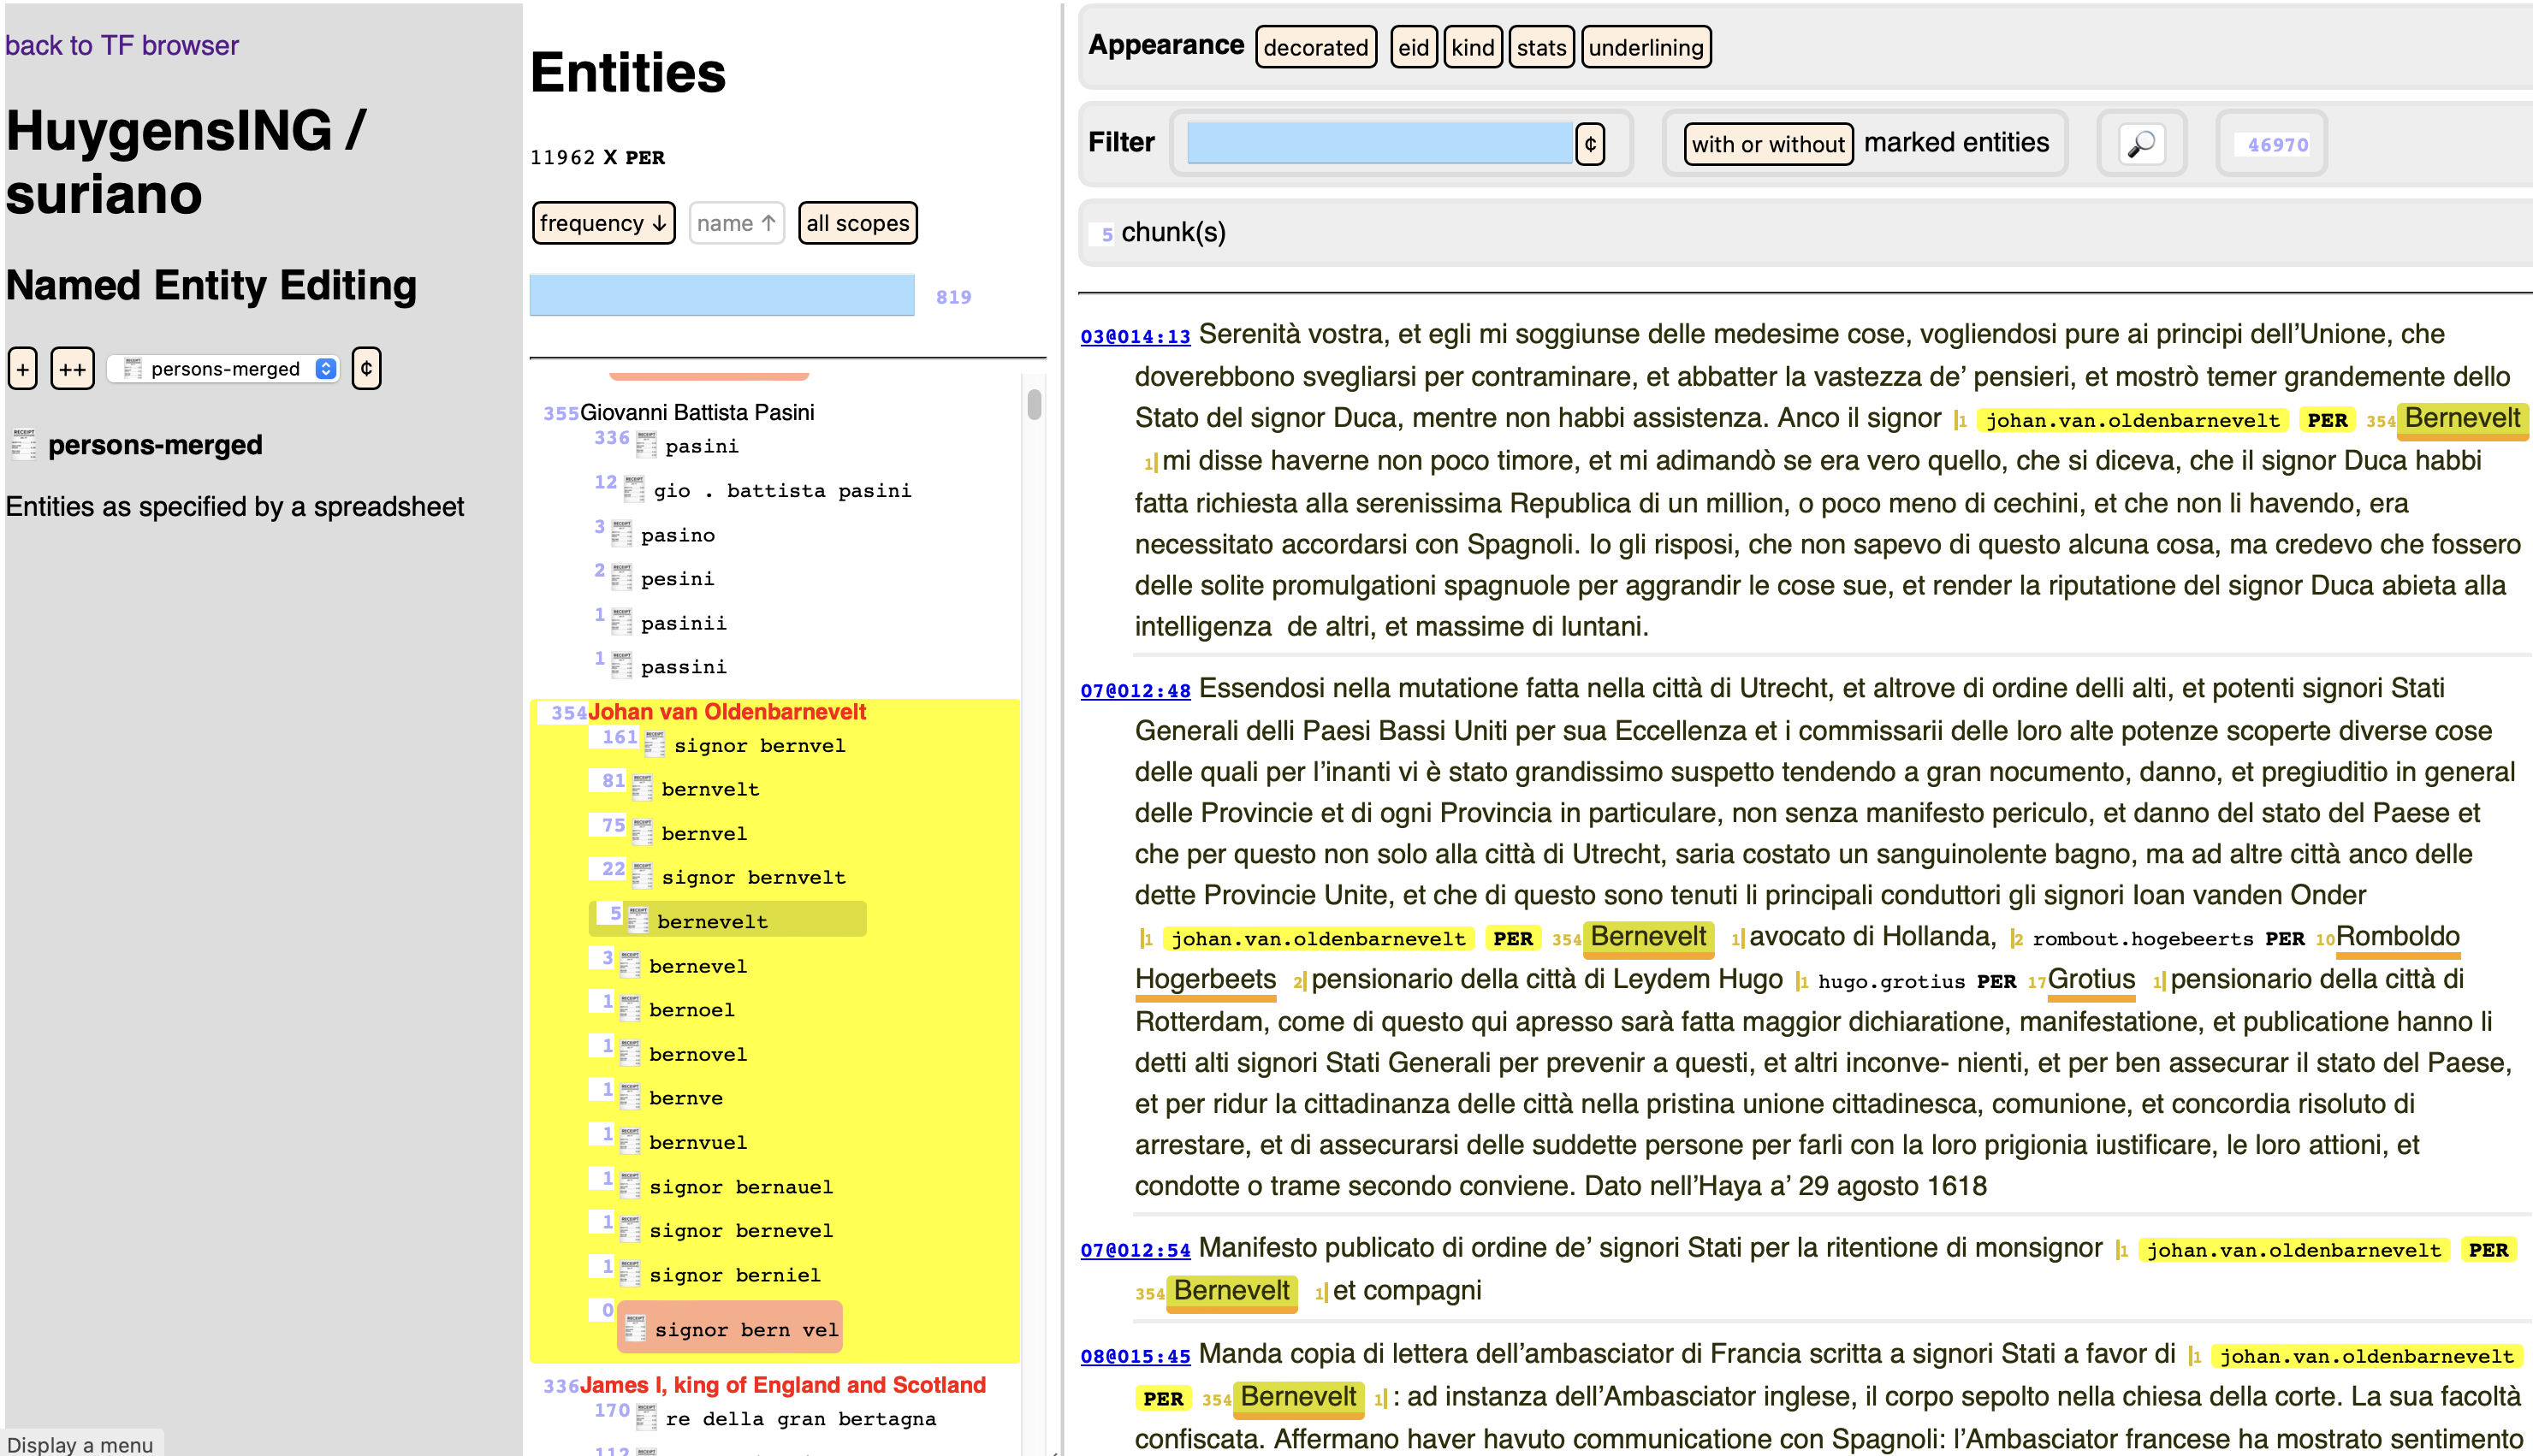 back to TF browser
HuygensING /
suriano
Named Entity Editing
+ ++ persons-merged ¢
persons-merged
Entities as specified by a spreadsheet
Display a menu
Entities
11962 X PER
frequency ↓ name ↑ all scopes
819
355 Giovanni Battista Pasini
336 pasini
12 gio . battista pasini
3 pasino
2 pesini
1 pasinii
1 passini
354 Johan van Oldenbarnevelt
161 signor bernvel
81 bernvelt
75 bernvel
22 signor bernvelt
5 bernevelt
3 bernevel
1 bernoel
1 bernovel
1 bernve
1 bernvuel
1 signor bernauel
1 signor bernevel
1 signor berniel
0 signor bern vel
336 James I, king of England and Scotland
170 re della gran bertagna
112
Appearance decorated eid kind stats underlining
Filter ¢ with or without marked entities 🔎 46970
5 chunk(s)
03@014:13 Serenità vostra, et egli mi soggiunse delle medesime cose, vogliendosi pure ai principi dell’Unione, che
doverebbono svegliarsi per contraminare, et abbatter la vastezza de’ pensieri, et mostrò temer grandemente dello
Stato del signor Duca, mentre non habbi assistenza. Anco il signor |1 johan.van.oldenbarnevelt PER 354 Bernevelt
1| mi disse haverne non poco timore, et mi adimandò se era vero quello, che si diceva, che il signor Duca habbi
fatta richiesta alla serenissima Republica di un million, o poco meno di cechini, et che non li havendo, era
necessitato accordarsi con Spagnoli. Io gli risposi, che non sapevo di questo alcuna cosa, ma credevo che fossero
delle solite promulgationi spagnuole per aggrandir le cose sue, et render la riputatione del signor Duca abieta alla
intelligenza de altri, et massime di luntani.
07@012:48 Essendosi nella mutatione fatta nella città di Utrecht, et altrove di ordine delli alti, et potenti signori Stati
Generali delli Paesi Bassi Uniti per sua Eccellenza et i commissarii delle loro alte potenze scoperte diverse cose
delle quali per l’inanti vi è stato grandissimo suspetto tendendo a gran nocumento, danno, et pregiuditio in general
delle Provincie et di ogni Provincia in particulare, non senza manifesto periculo, et danno del stato del Paese et
che per questo non solo alla città di Utrecht, saria costato un sanguinolente bagno, ma ad altre città anco delle
dette Provincie Unite, et che di questo sono tenuti li principali conduttori gli signori Ioan vanden Onder
|1 johan.van.oldenbarnevelt PER 354 Bernevelt 1| avocato di Hollanda, |2 rombout.hogebeerts PER 10 Romboldo
Hogerbeets 2| pensionario della città di Leydem Hugo |1 hugo.grotius PER 17 Grotius 1| pensionario della città di
Rotterdam, come di questo qui apresso sarà fatta maggior dichiaratione, manifestatione, et publicatione hanno li
detti alti signori Stati Generali per prevenir a questi, et altri inconve- nienti, et per ben assecurar il stato del Paese,
et per ridur la cittadinanza delle città nella pristina unione cittadinesca, comunione, et concordia risoluto di
arrestare, et di assecurarsi delle suddette persone per farli con la loro prigionia iustificare, le loro attioni, et
condotte o trame secondo conviene. Dato nell’Haya a’ 29 agosto 1618
07@012:54 Manifesto publicato di ordine de’ signori Stati per la ritentione di monsignor |1 johan.van.oldenbarnevelt PER
354 Bernevelt 1| et compagni
08@015:45 Manda copia di lettera dell’ambasciator di Francia scritta a signori Stati a favor di |1 johan.van.oldenbarnevelt
PER 354 Bernevelt 1| : ad instanza dell’Ambasciator inglese, il corpo sepolto nella chiesa della corte. La sua facoltà
confiscata. Affermano haver havuto communicatione con Spagnoli: l’Ambasciator francese ha mostrato sentimento